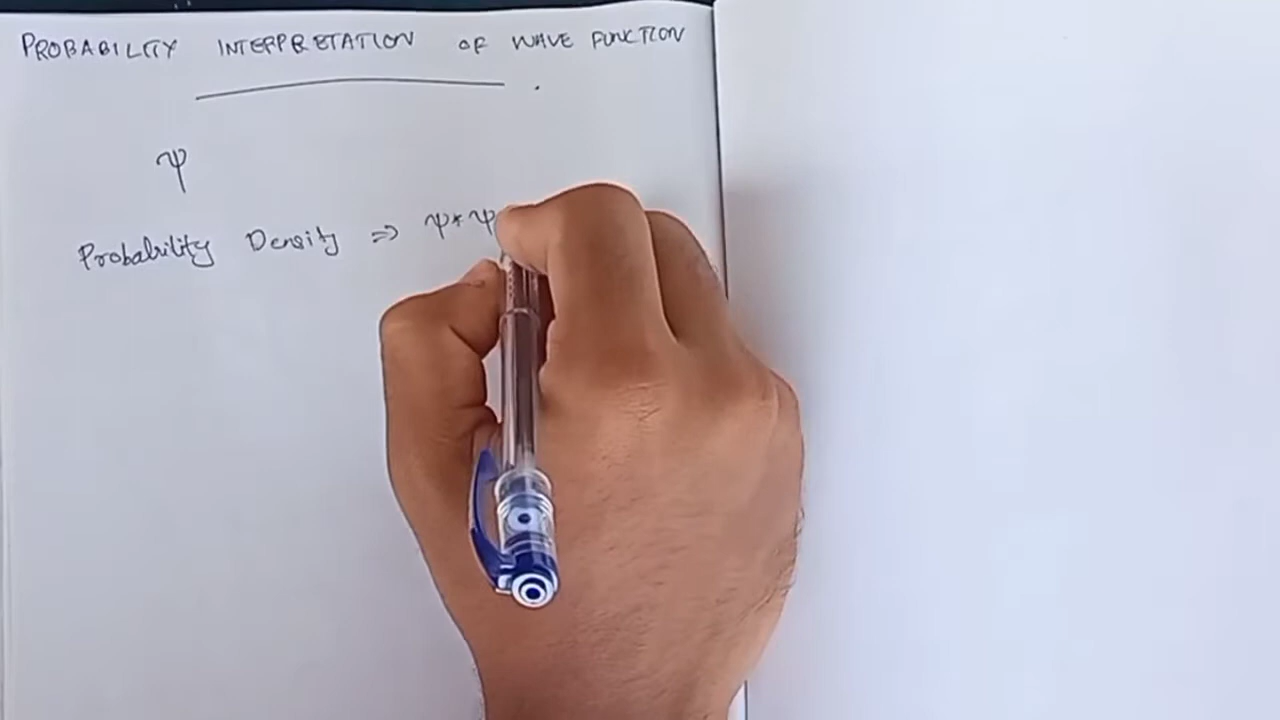 PROBABILITY INTERPRETATION OF WAVE FUNCTION
ψ
Probability Density ⇒ ψ*ψ